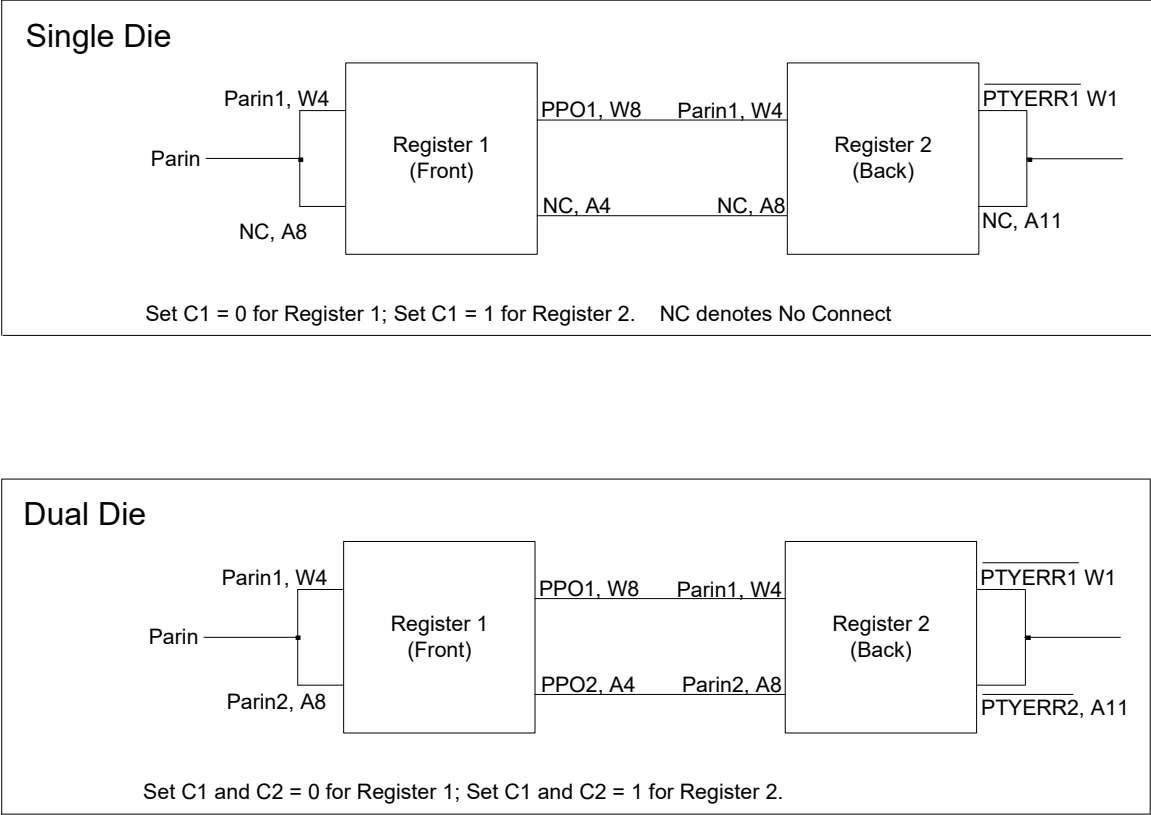 Single Die
Parin1, W4
PPO1, W8
Parin1, W4
PTYERR1 W1
Parin
Register 1
(Front)
Register 2
(Back)
NC, A8
NC, A4
NC, A8
NC, A11
Set C1 = 0 for Register 1; Set C1 = 1 for Register 2. NC denotes No Connect
Dual Die
Parin1, W4
PPO1, W8
Parin1, W4
PTYERR1 W1
Parin
Register 1
(Front)
Register 2
(Back)
Parin2, A8
PPO2, A4
Parin2, A8
PTYERR2, A11
Set C1 and C2 = 0 for Register 1; Set C1 and C2 = 1 for Register 2.